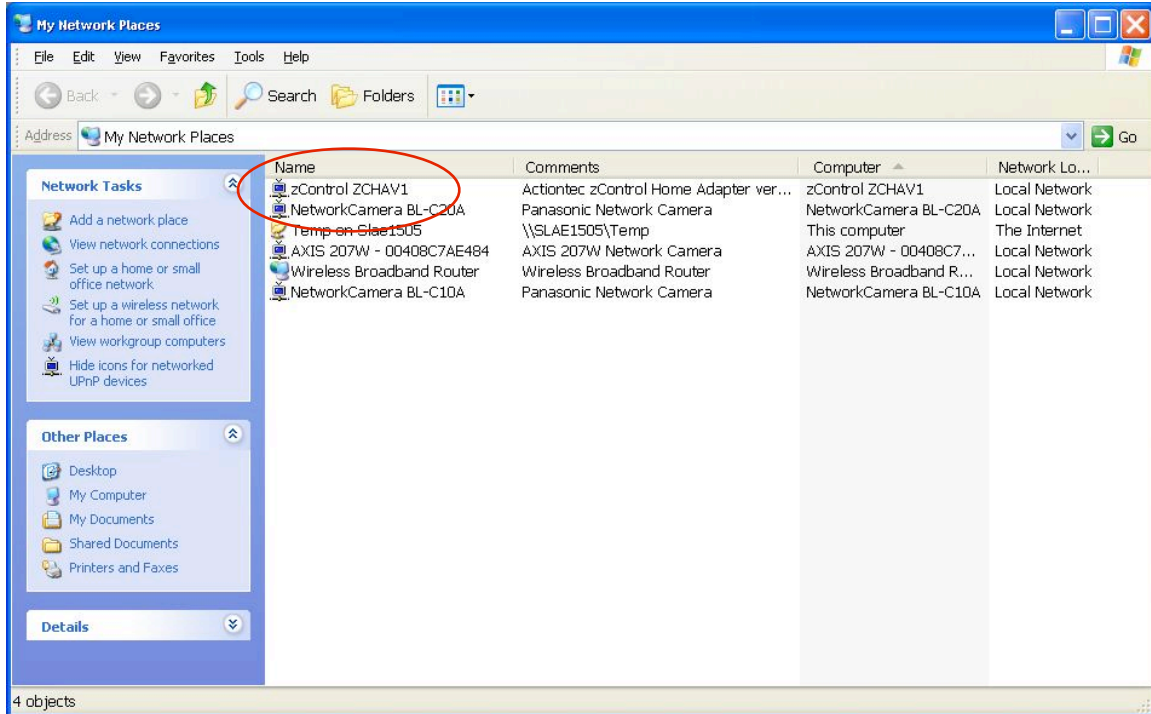 My Network Places
File Edit View Favorites Tools Help
Back Search Folders
Address My Network Places Go
Network Tasks
Add a network place
View network connections
Set up a home or small
office network
Set up a wireless network
for a home or small office
View workgroup computers
Hide icons for networked
UPnP devices
Other Places
Desktop
My Computer
My Documents
Shared Documents
Printers and Faxes
Details
Name Comments Computer Network Lo...
zControl ZCHAV1 Actiontec zControl Home Adapter ver... zControl ZCHAV1 Local Network
NetworkCamera BL-C20A Panasonic Network Camera NetworkCamera BL-C20A Local Network
Temp on Slae1505 \\SLAE1505\Temp This computer The Internet
AXIS 207W - 00408C7AE484 AXIS 207W Network Camera AXIS 207W - 00408C7... Local Network
Wireless Broadband Router Wireless Broadband Router Wireless Broadband R... Local Network
NetworkCamera BL-C10A Panasonic Network Camera NetworkCamera BL-C10A Local Network
4 objects